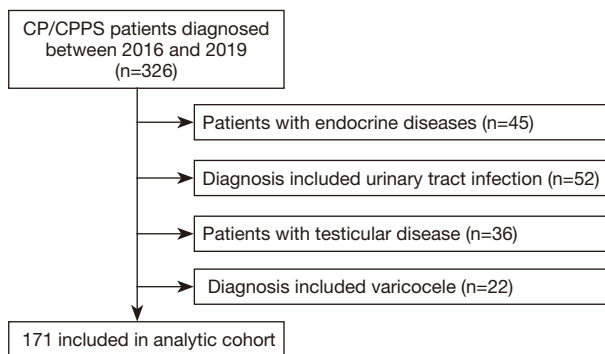 CP/CPPS patients diagnosed
between 2016 and 2019
(n=326)
Patients with endocrine diseases (n=45)
Diagnosis included urinary tract infection (n=52)
Patients with testicular disease (n=36)
Diagnosis included varicocele (n=22)
171 included in analytic cohort